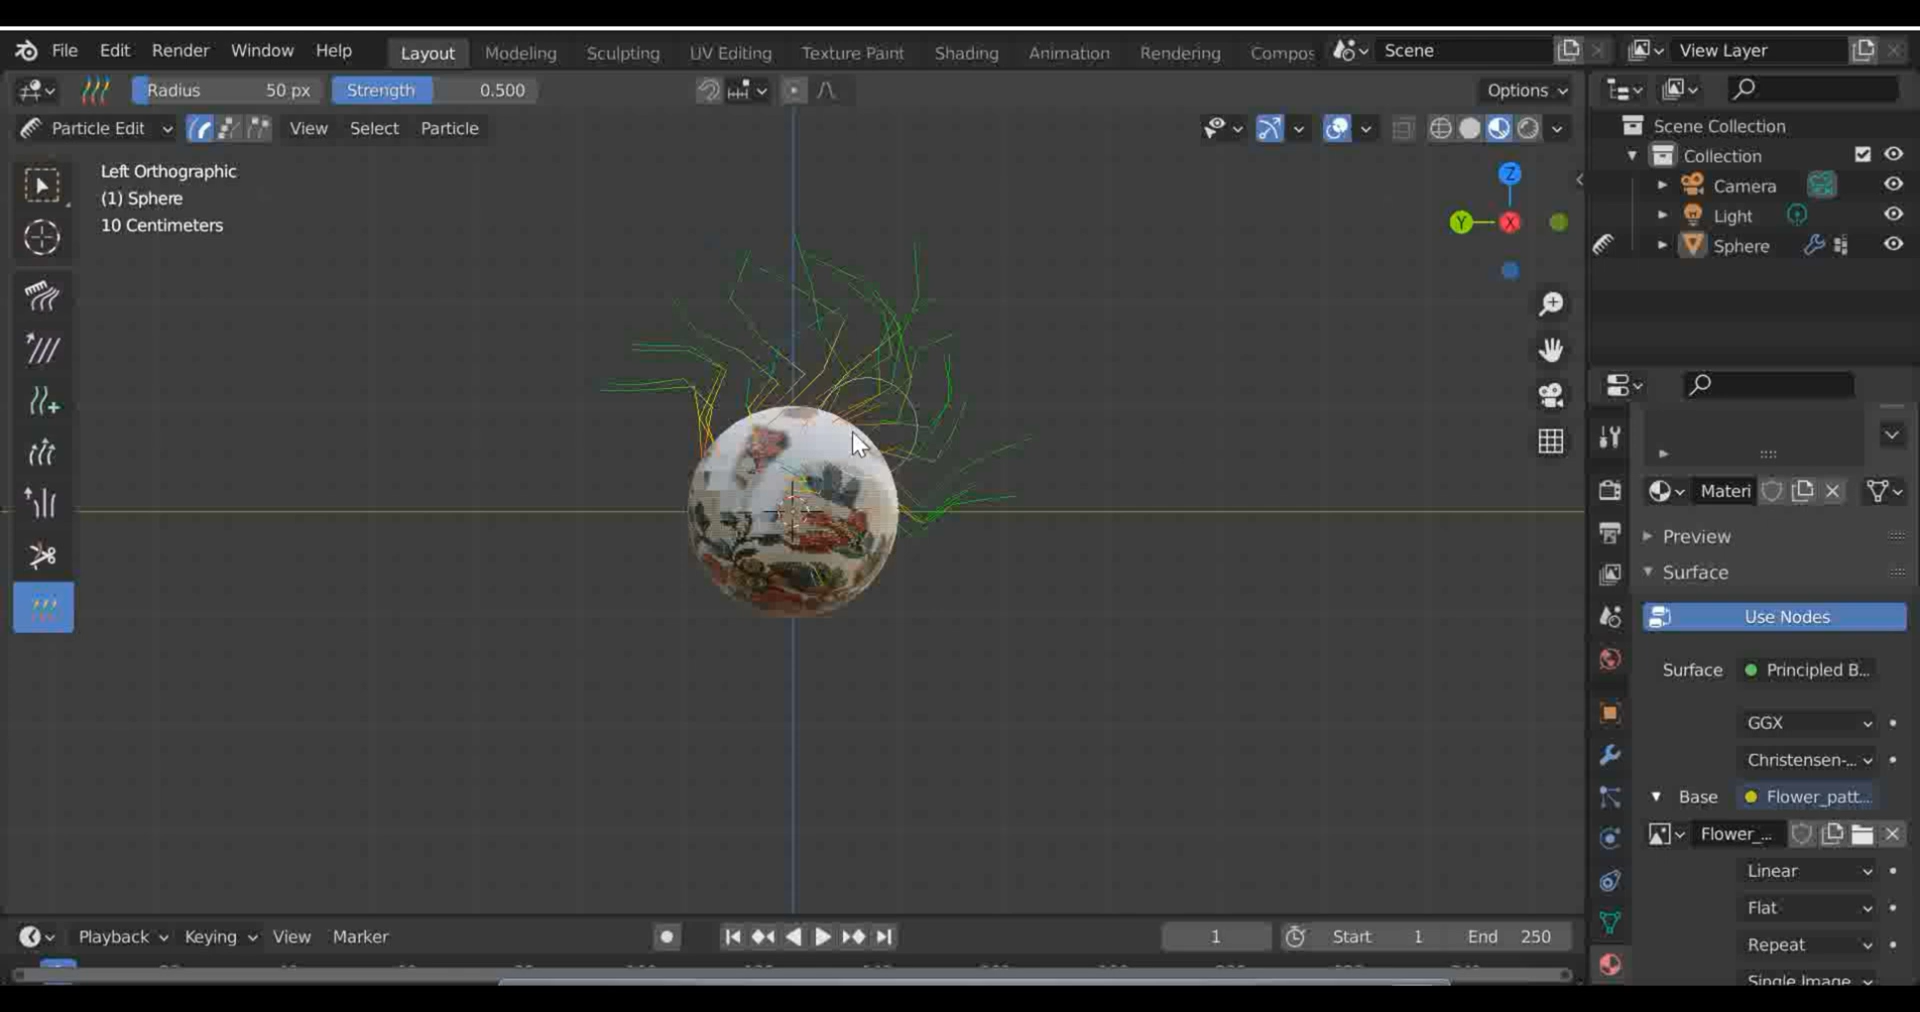 File Edit Render Window Help Layout Modeling Sculpting UV Editing Texture Paint Shading Animation Rendering Compos Scene View Layer
Radius 50 px Strength 0.500 Options
Particle Edit View Select Particle
Left Orthographic
(1) Sphere
10 Centimeters
Z
Y
X
Scene Collection
Collection
Camera
Light
Sphere
Materi
Preview
Surface
Use Nodes
Surface Principled B...
GGX
Christensen-...
Base Flower_patt...
Flower_...
Linear
Flat
Repeat
Single Image
Playback Keying View Marker 1 Start 1 End 250